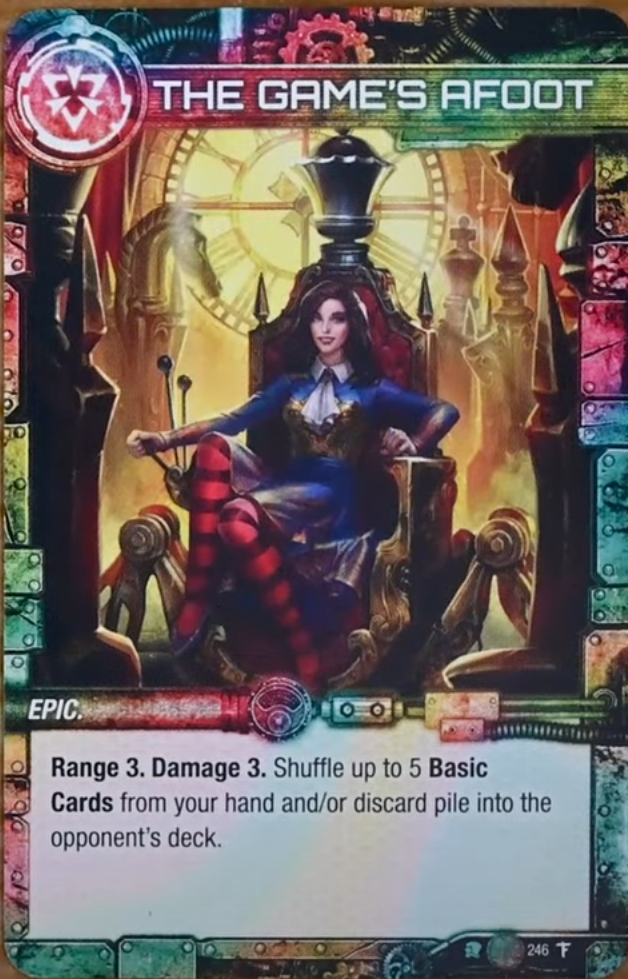 THE GAME'S AFOOT
EPIC.
Range 3. Damage 3. Shuffle up to 5 Basic
Cards from your hand and/or discard pile into the
opponent's deck.
246